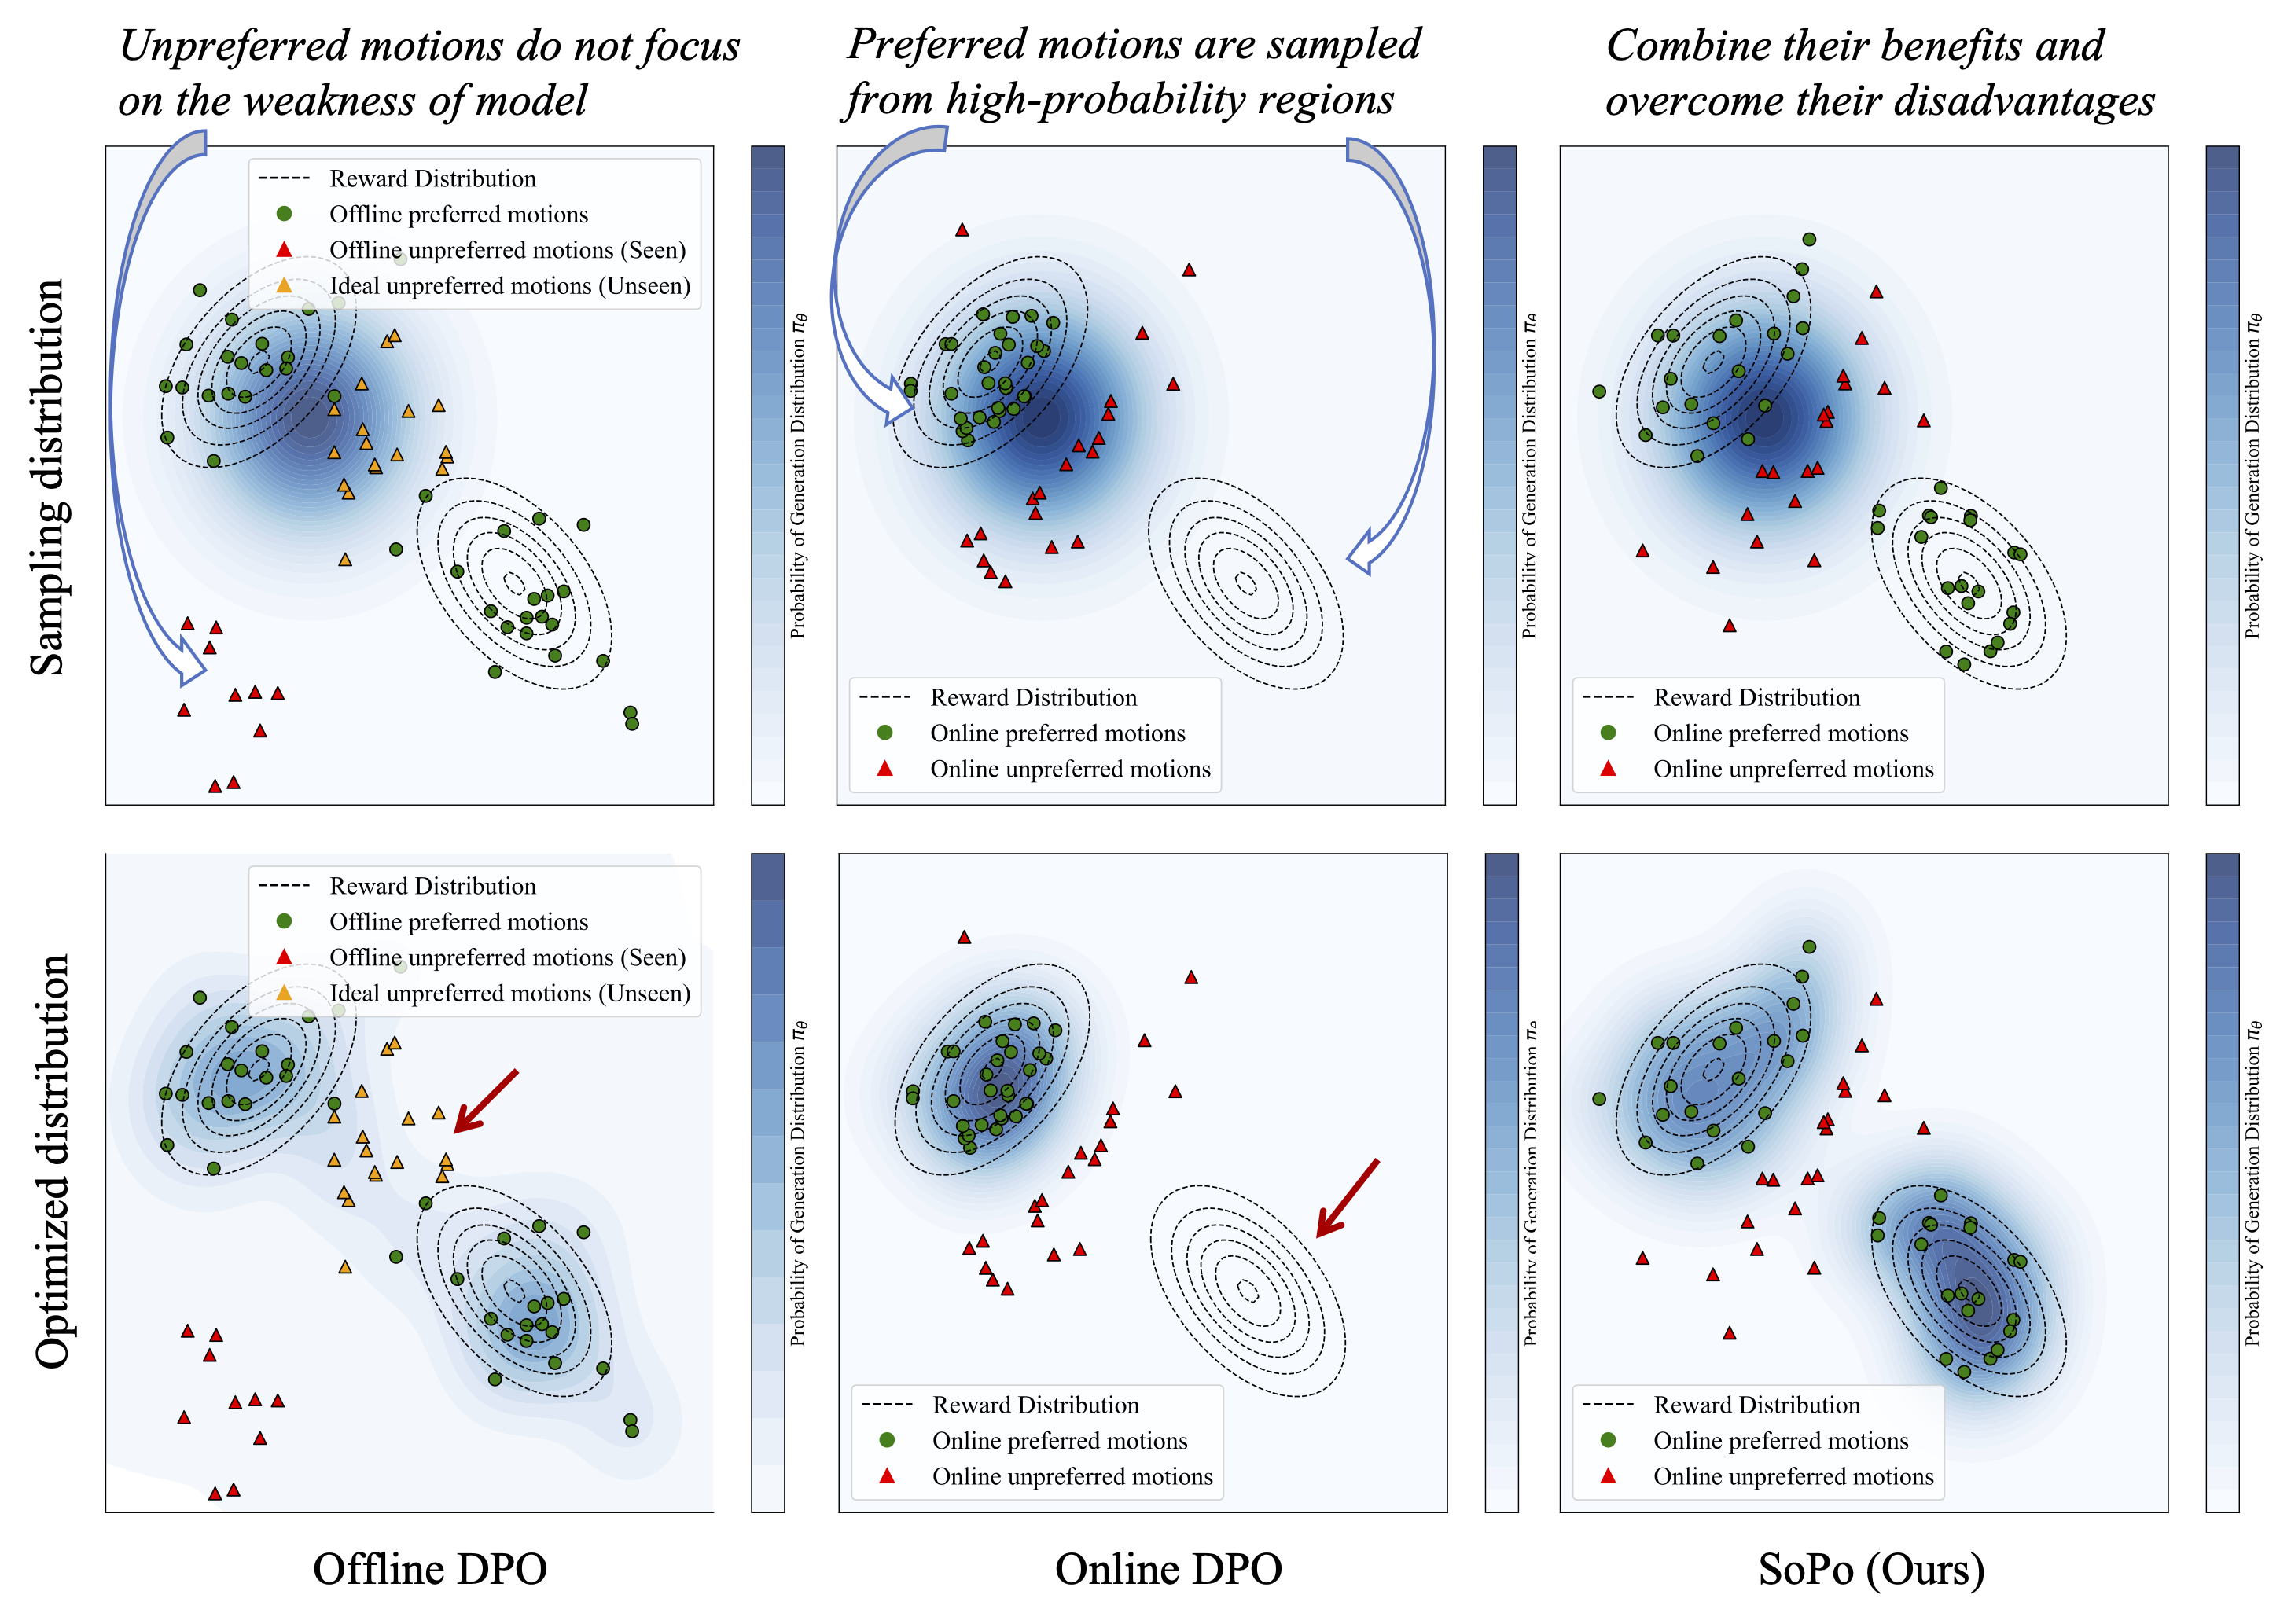 Unpreferred motions do not focus
on the weakness of model
Preferred motions are sampled
from high-probability regions
Combine their benefits and
overcome their disadvantages
Sampling distribution
Reward Distribution
Offline preferred motions
Offline unpreferred motions (Seen)
Ideal unpreferred motions (Unseen)
Probability of Generation Distribution πθ
Reward Distribution
Online preferred motions
Online unpreferred motions
Probability of Generation Distribution πθ
Reward Distribution
Online preferred motions
Online unpreferred motions
Probability of Generation Distribution πθ
Optimized distribution
Reward Distribution
Offline preferred motions
Offline unpreferred motions (Seen)
Ideal unpreferred motions (Unseen)
Probability of Generation Distribution πθ
Reward Distribution
Online preferred motions
Online unpreferred motions
Probability of Generation Distribution πθ
Reward Distribution
Online preferred motions
Online unpreferred motions
Probability of Generation Distribution πθ
Offline DPO
Online DPO
SoPo (Ours)